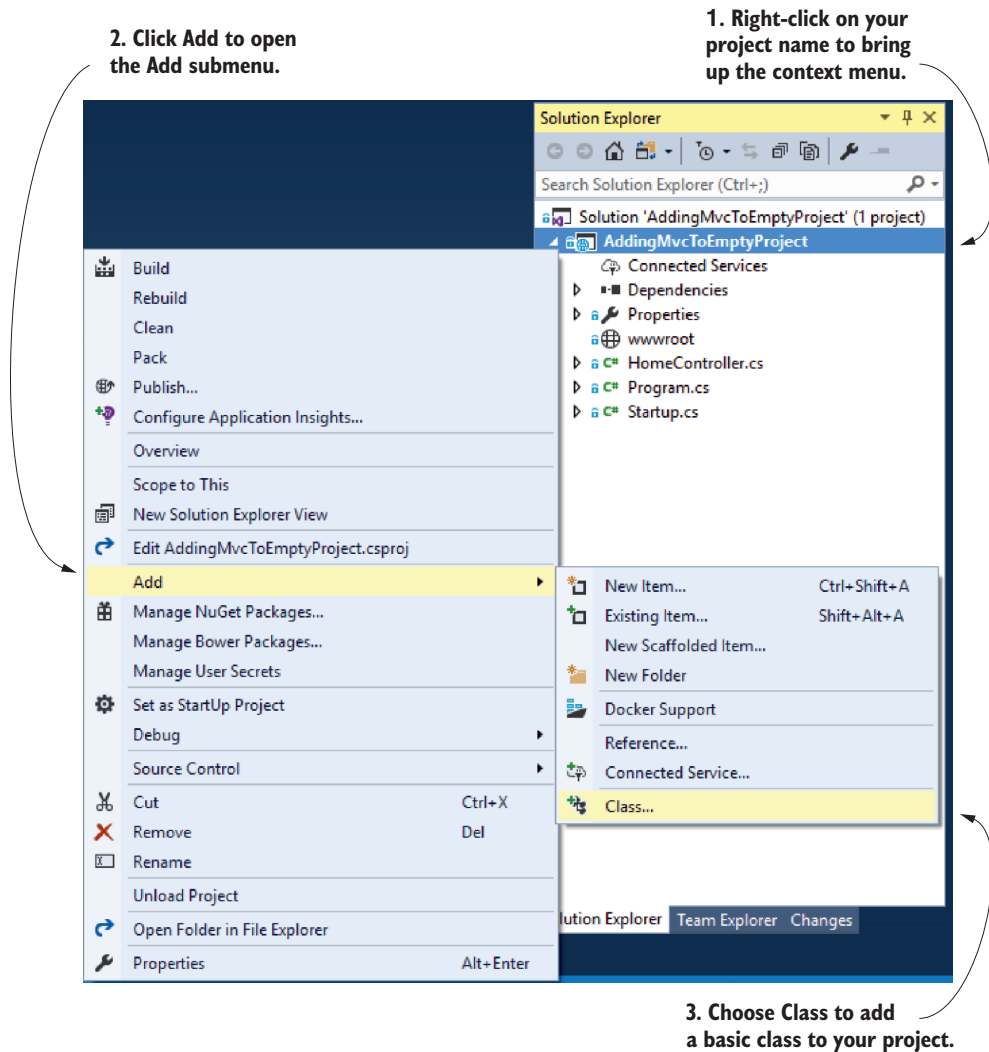 2. Click Add to open
the Add submenu.
1. Right-click on your
project name to bring
up the context menu.
Solution Explorer
Search Solution Explorer (Ctrl+;)
Solution 'AddingMvcToEmptyProject' (1 project)
AddingMvcToEmptyProject
Connected Services
Dependencies
Properties
wwwroot
C# HomeController.cs
C# Program.cs
C# Startup.cs
Build
Rebuild
Clean
Pack
Publish...
Configure Application Insights...
Overview
Scope to This
New Solution Explorer View
Edit AddingMvcToEmptyProject.csproj
Add
Manage NuGet Packages...
Manage Bower Packages...
Manage User Secrets
Set as StartUp Project
Debug
Source Control
Cut Ctrl+X
Remove Del
Rename
Unload Project
Open Folder in File Explorer
Properties Alt+Enter
New Item... Ctrl+Shift+A
Existing Item... Shift+Alt+A
New Scaffolded Item...
New Folder
Docker Support
Reference...
Connected Service...
Class...
lution Explorer Team Explorer Changes
3. Choose Class to add
a basic class to your project.